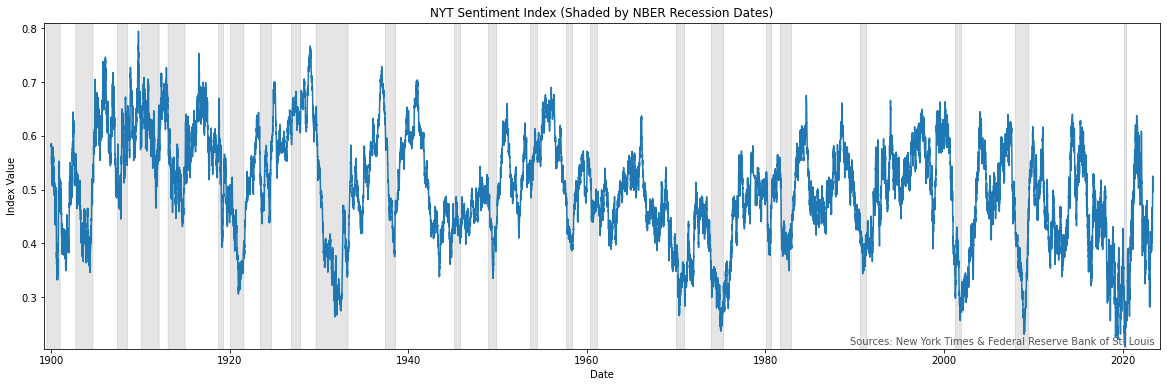 NYT Sentiment Index (Shaded by NBER Recession Dates)
0.8
0.7
0.6
0.5
0.4
0.3
Index Value
1900 1920 1940 1960 1980 2000 2020
Date
Sources: New York Times & Federal Reserve Bank of St. Louis